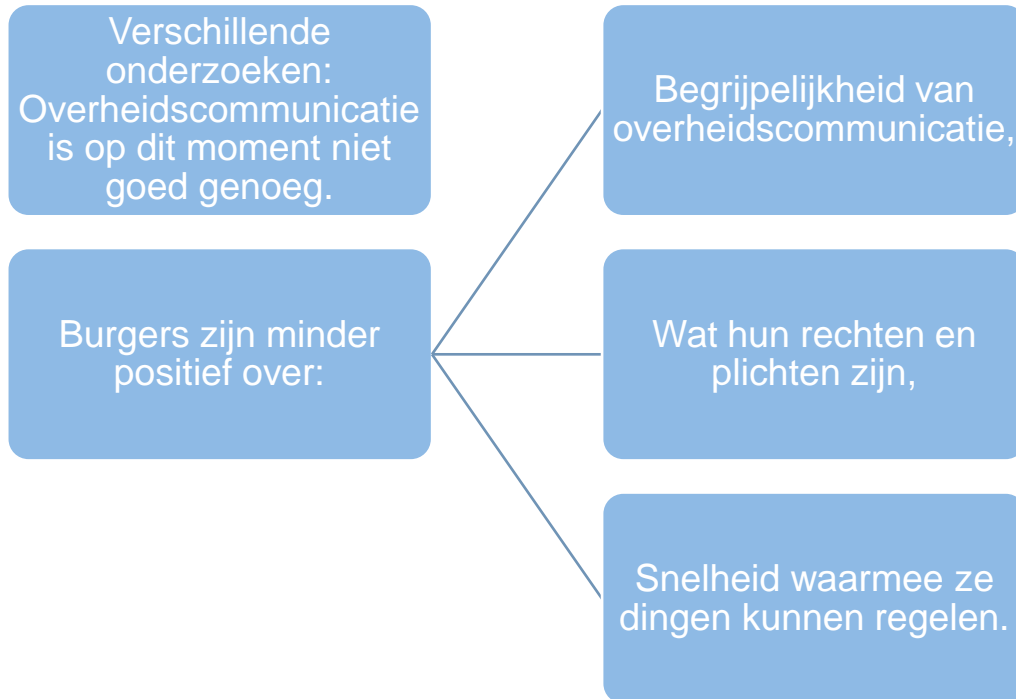 Verschillende
onderzoeken:
Overheidscommunicatie
is op dit moment niet
goed genoeg.
Burgers zijn minder
positief over:
Begrijpelijkheid van
overheidscommunicatie,
Wat hun rechten en
plichten zijn,
Snelheid waarmee ze
dingen kunnen regelen.